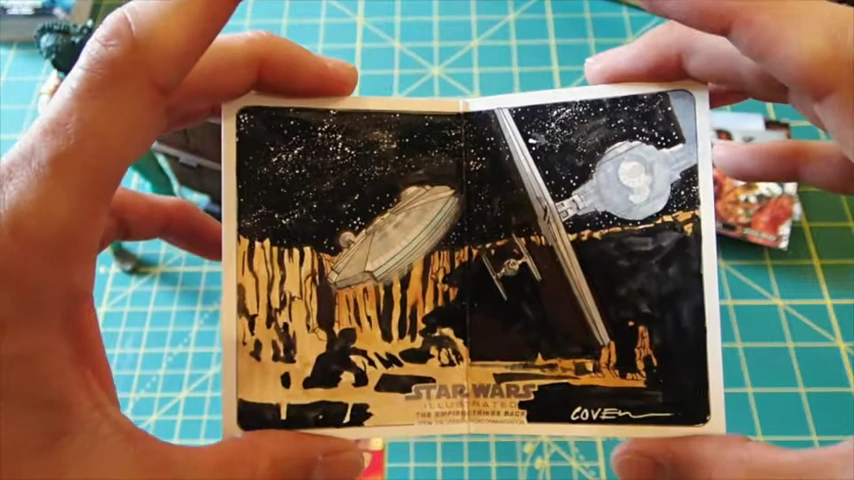 STAR WARS
ILLUSTRATED
THE EMPIRE STRIKES BACK
COVEN